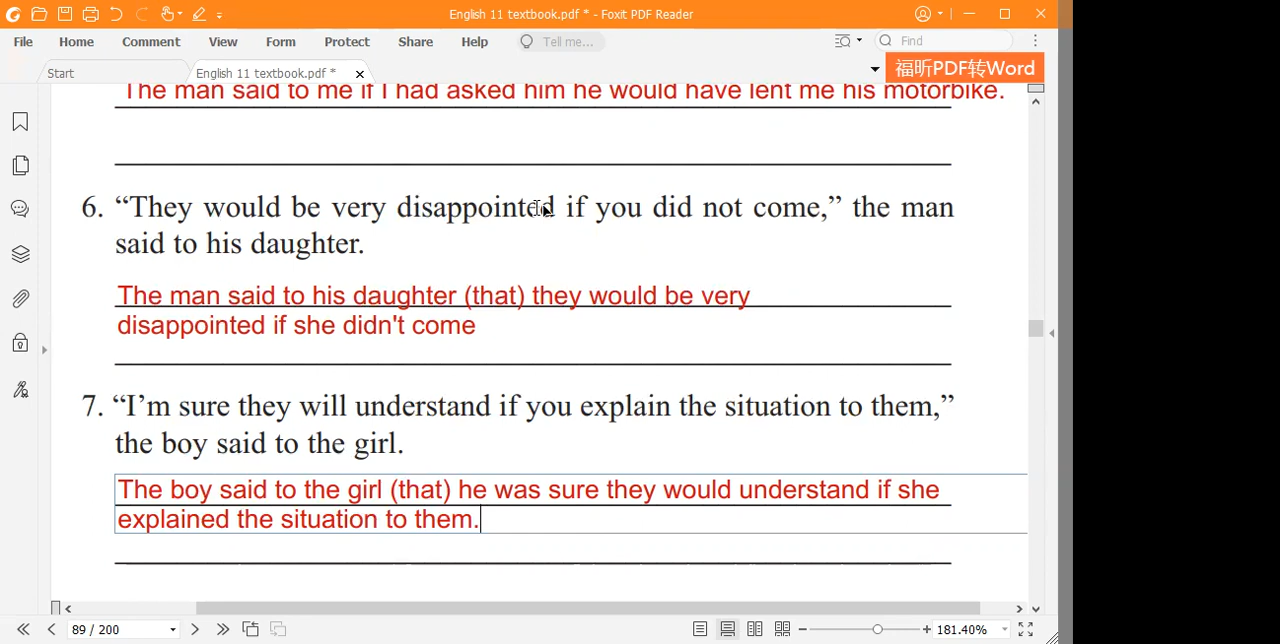 English 11 textbook.pdf * - Foxit PDF Reader
File Home Comment View Form Protect Share Help Tell me... Find
Start English 11 textbook.pdf * 福昕PDF转Word
The man said to me if I had asked him he would have lent me his motorbike.
6. “They would be very disappointed if you did not come,” the man
said to his daughter.
The man said to his daughter (that) they would be very
disappointed if she didn't come
7. “I’m sure they will understand if you explain the situation to them,”
the boy said to the girl.
The boy said to the girl (that) he was sure they would understand if she
explained the situation to them.
89 / 200 181.40%